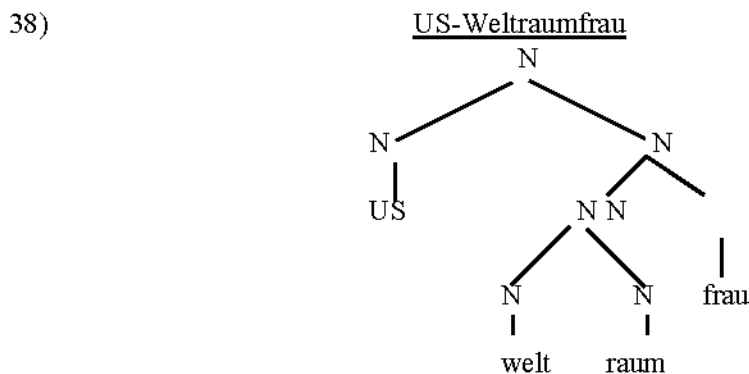 38) US-Weltraumfrau
N
N N
US N N
N N frau
welt raum